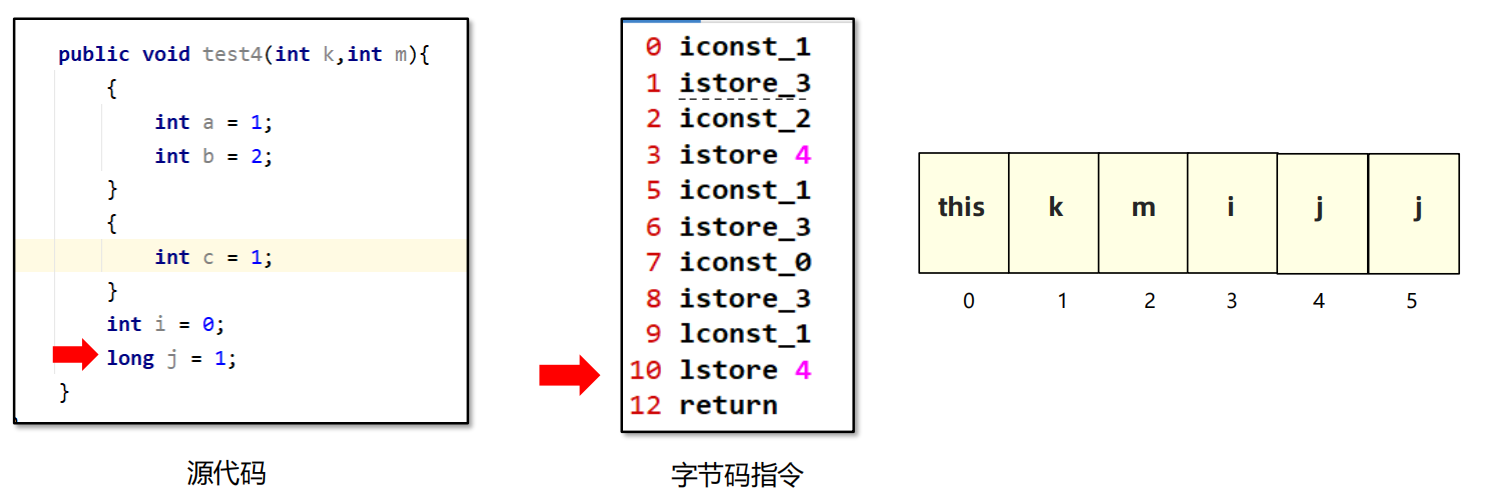 public void test4(int k,int m){
{
int a = 1;
int b = 2;
}
{
int c = 1;
}
int i = 0;
long j = 1;
}
源代码
0 iconst_1
1 istore_3
2 iconst_2
3 istore 4
5 iconst_1
6 istore_3
7 iconst_0
8 istore_3
9 lconst_1
10 lstore 4
12 return
字节码指令
this k m i j j
0 1 2 3 4 5